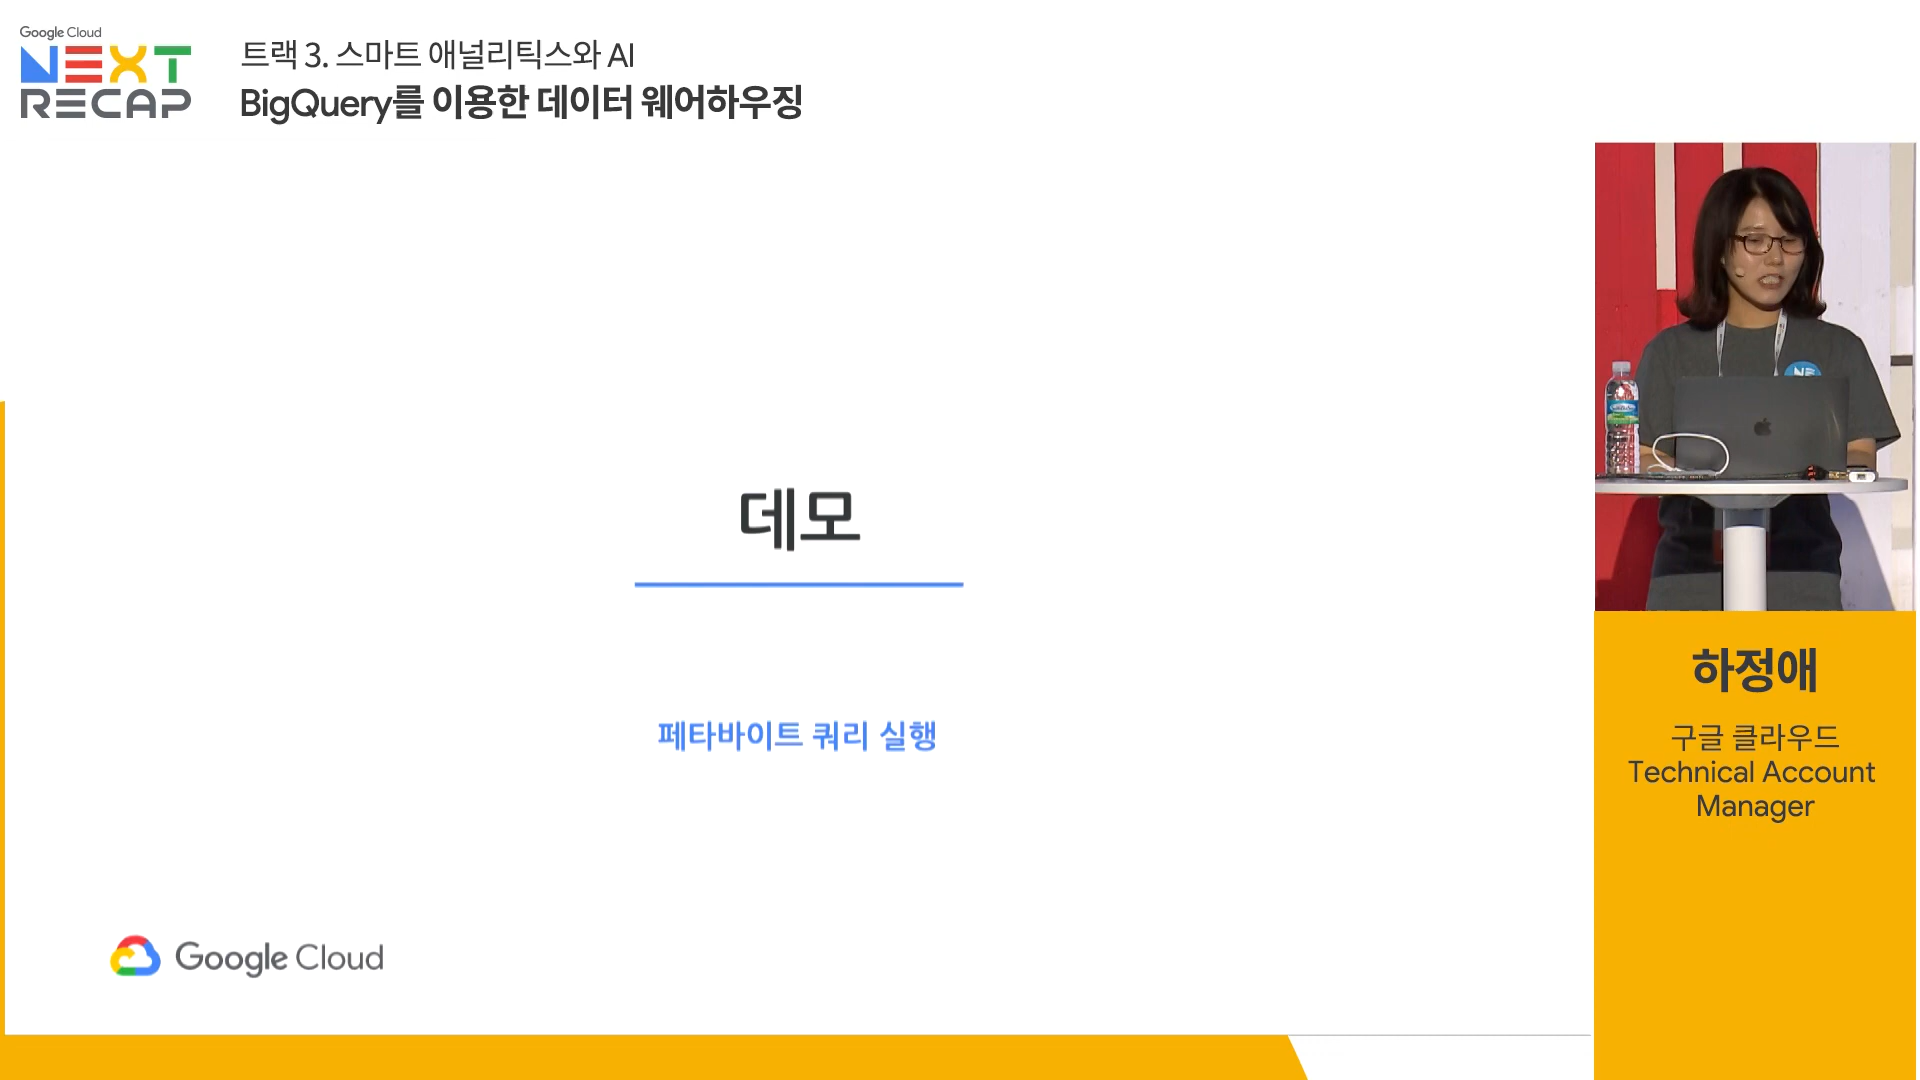 Google Cloud
NEXT
RECAP
트랙 3. 스마트 애널리틱스와 AI
BigQuery를 이용한 데이터 웨어하우징
데모
페타바이트 쿼리 실행
Google Cloud
NE
하정애
구글 클라우드
Technical Account
Manager